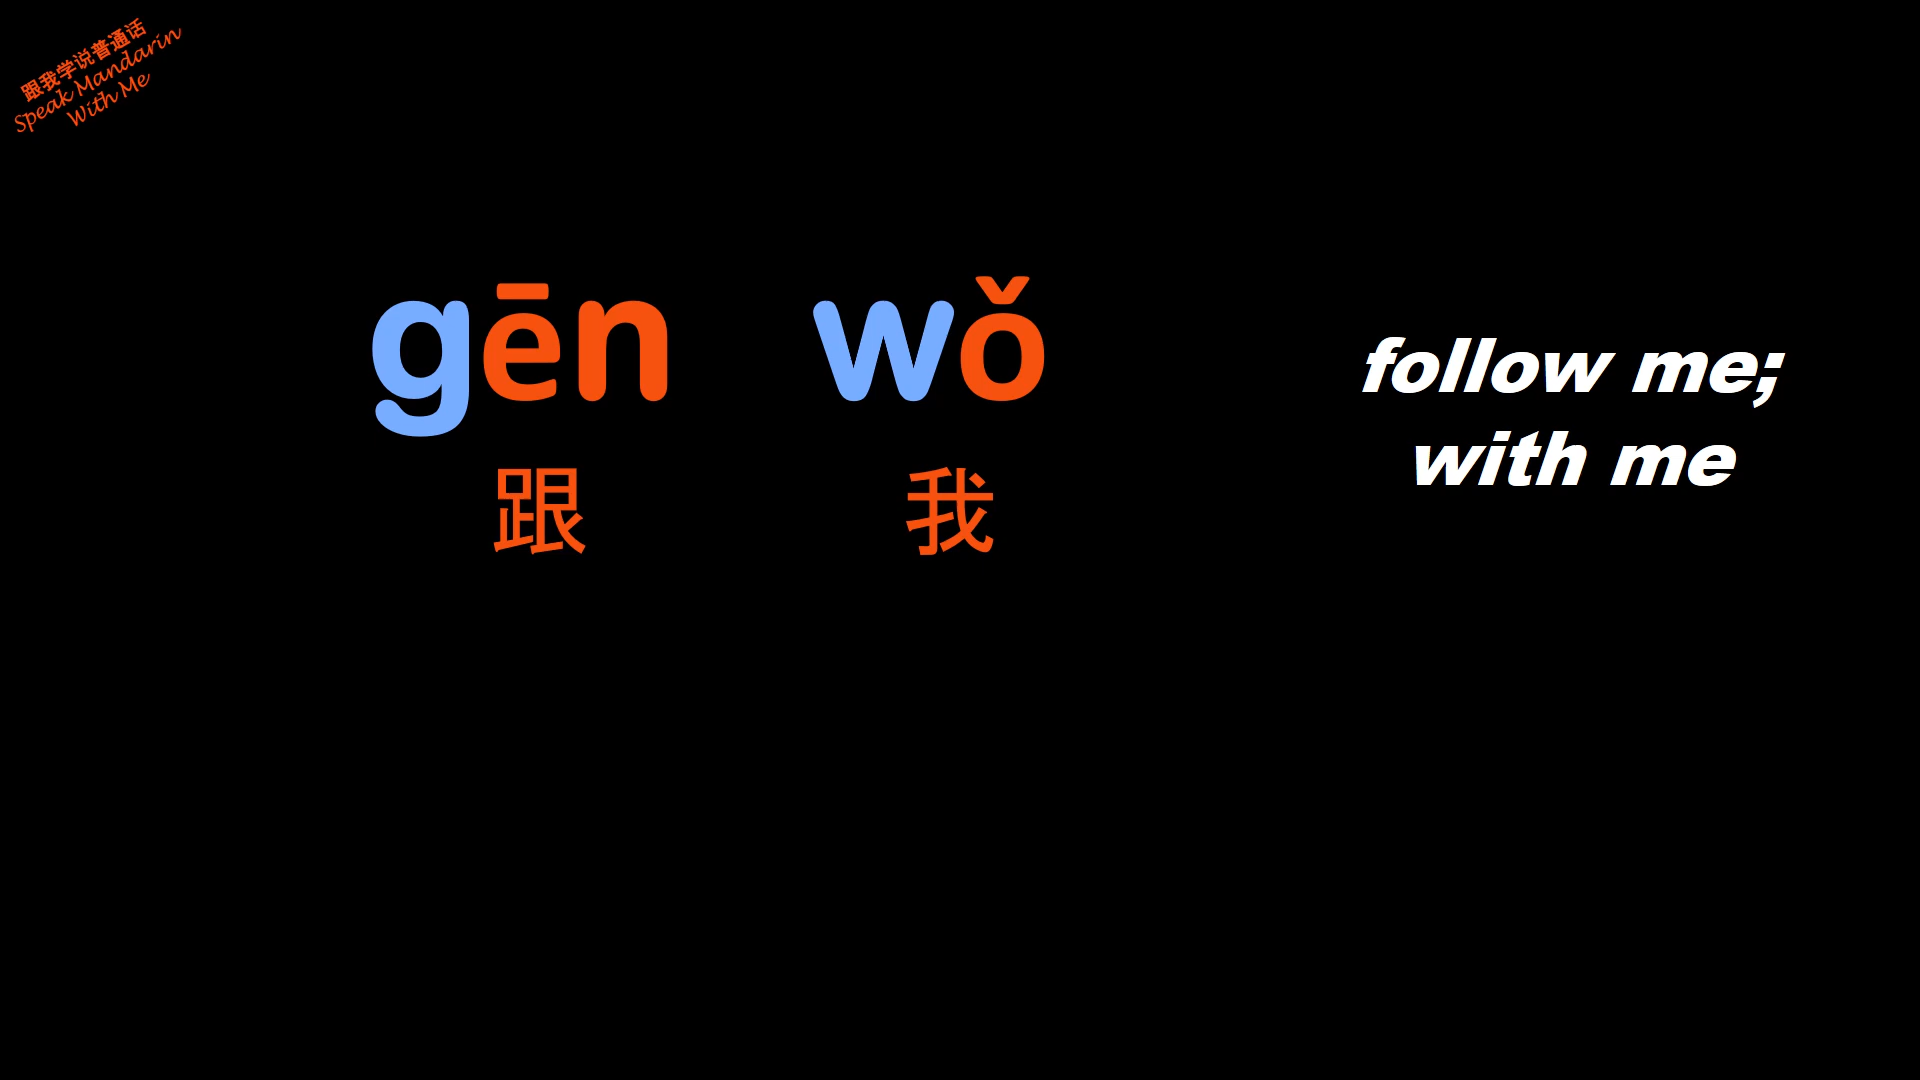 跟我学说普通话
Speak Mandarin
With Me
gēn wǒ
跟 我
follow me;
with me